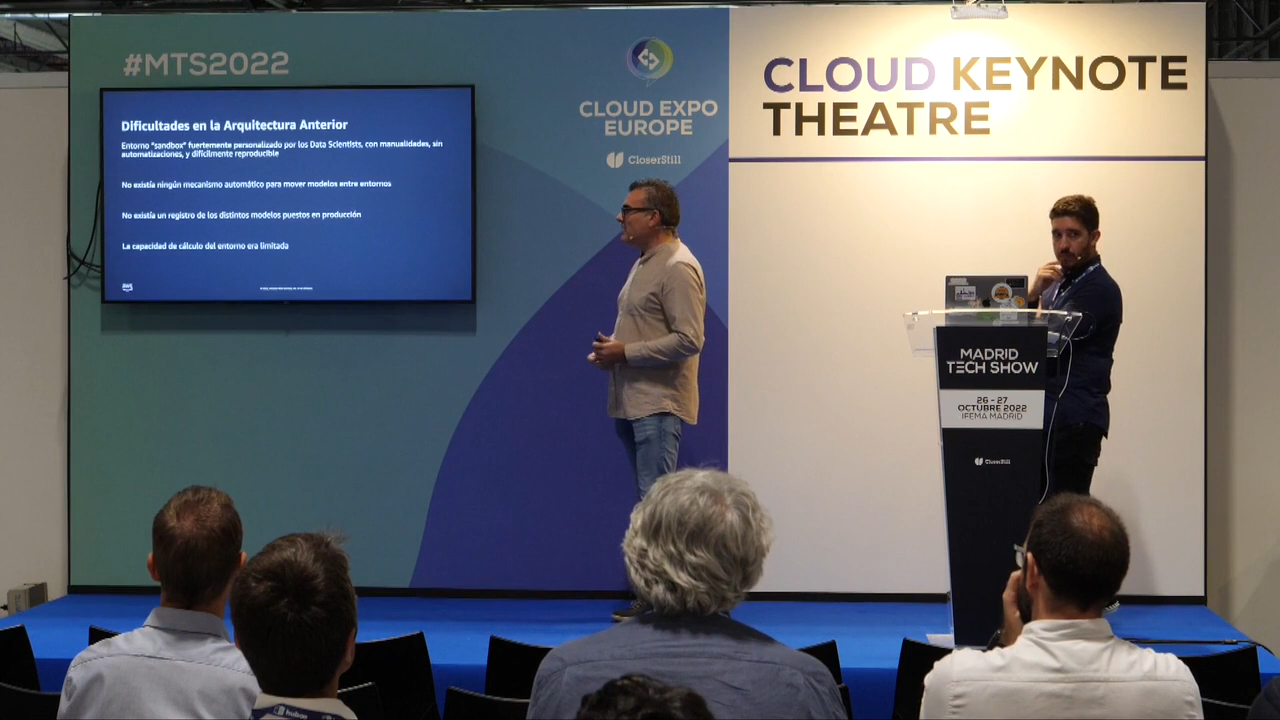 #MTS2022
Dificultades en la Arquitectura Anterior
Entorno "sandbox" fuertemente personalizado por los Data Scientists, con manualidades, sin
automatizaciones, y difícilmente reproducible
No existía ningún mecanismo automático para mover modelos entre entornos
No existía un registro de los distintos modelos puestos en producción
La capacidad de cálculo del entorno era limitada
aws
CLOUD EXPO
EUROPE
CloserStill
CLOUD KEYNOTE
THEATRE
MADRID
TECH SHOW
26 - 27
OCTUBRE 2022
IFEMA MADRID
CloserStill